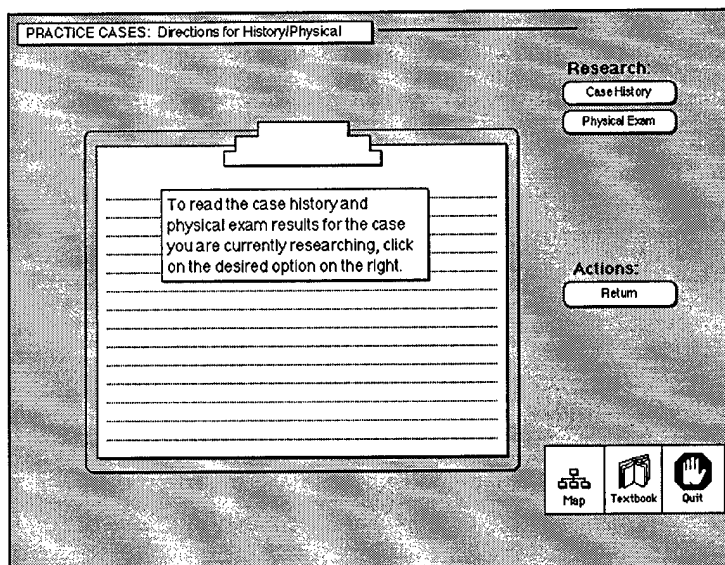 PRACTICE CASES: Directions for History/Physical
Research:
Case History
Physical Exam
To read the case history and
physical exam results for the case
you are currently researching, click
on the desired option on the right.
Actions:
Return
Map
Textbook
Quit